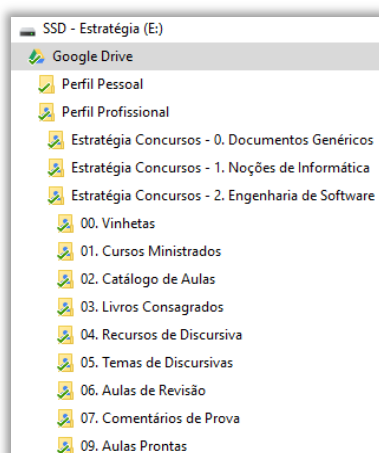 SSD - Estratégia (E:)
Google Drive
Perfil Pessoal
Perfil Profissional
Estratégia Concursos - 0. Documentos Genéricos
Estratégia Concursos - 1. Noções de Informática
Estratégia Concursos - 2. Engenharia de Software
00. Vinhetas
01. Cursos Ministrados
02. Catálogo de Aulas
03. Livros Consagrados
04. Recursos de Discursiva
05. Temas de Discursivas
06. Aulas de Revisão
07. Comentários de Prova
09. Aulas Prontas